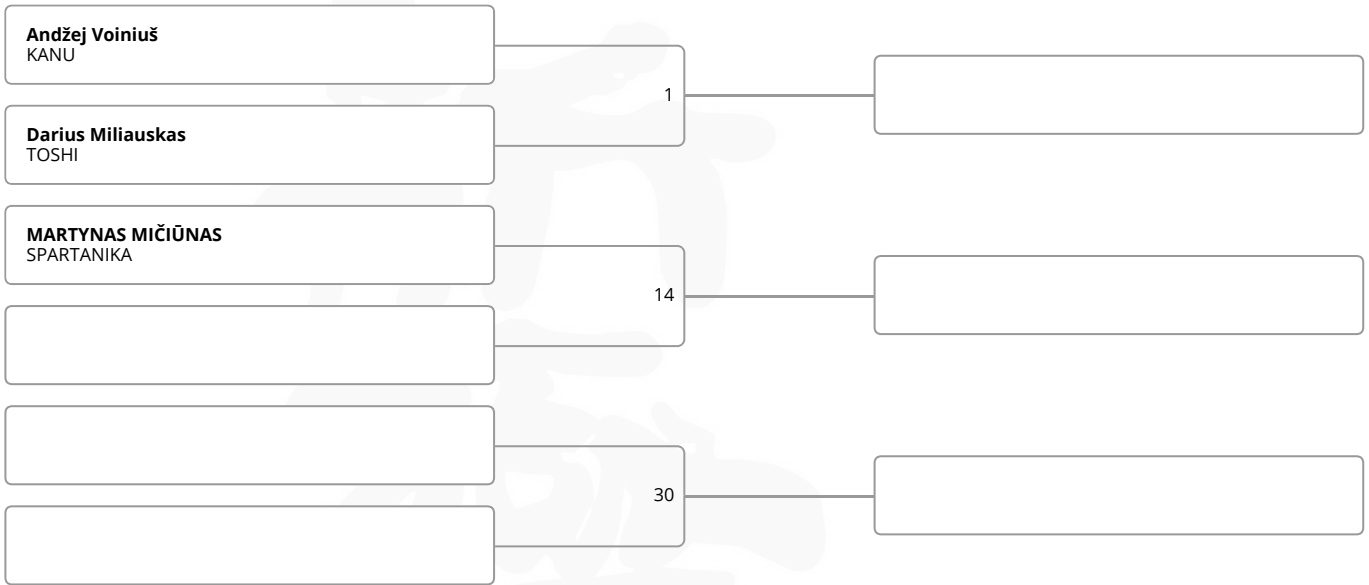 Andžej Voiniuš
KANU
1
Darius Miliauskas
TOSHI
MARTYNAS MIČIŪNAS
SPARTANIKA
14
30